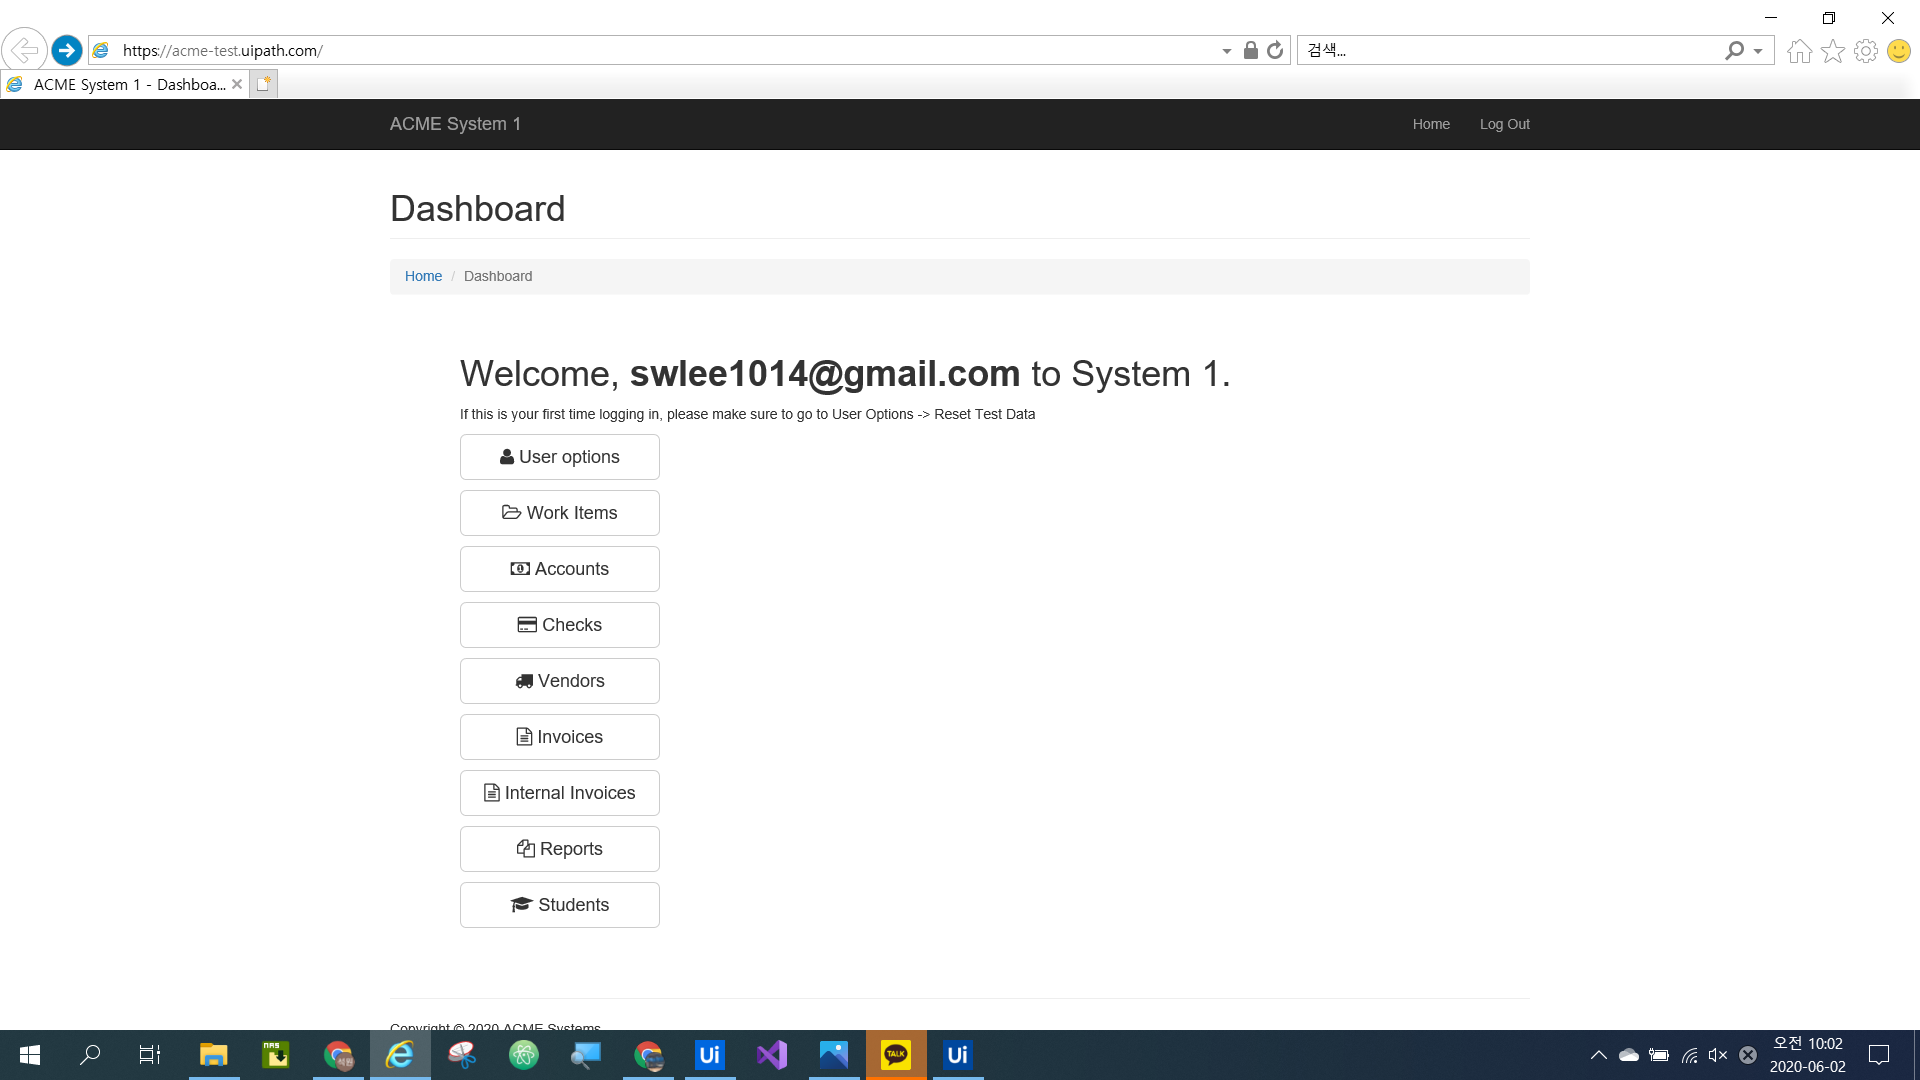 https://acme-test.uipath.com/
검색...
ACME System 1 - Dashboa...
ACME System 1
Home
Log Out
Dashboard
Home / Dashboard
Welcome, swlee1014@gmail.com to System 1.
If this is your first time logging in, please make sure to go to User Options -> Reset Test Data
User options
Work Items
Accounts
Checks
Vendors
Invoices
Internal Invoices
Reports
Students
Copyright © 2020 ACME Systems
NAS
Ui
TALK
Ui
오전 10:02
2020-06-02